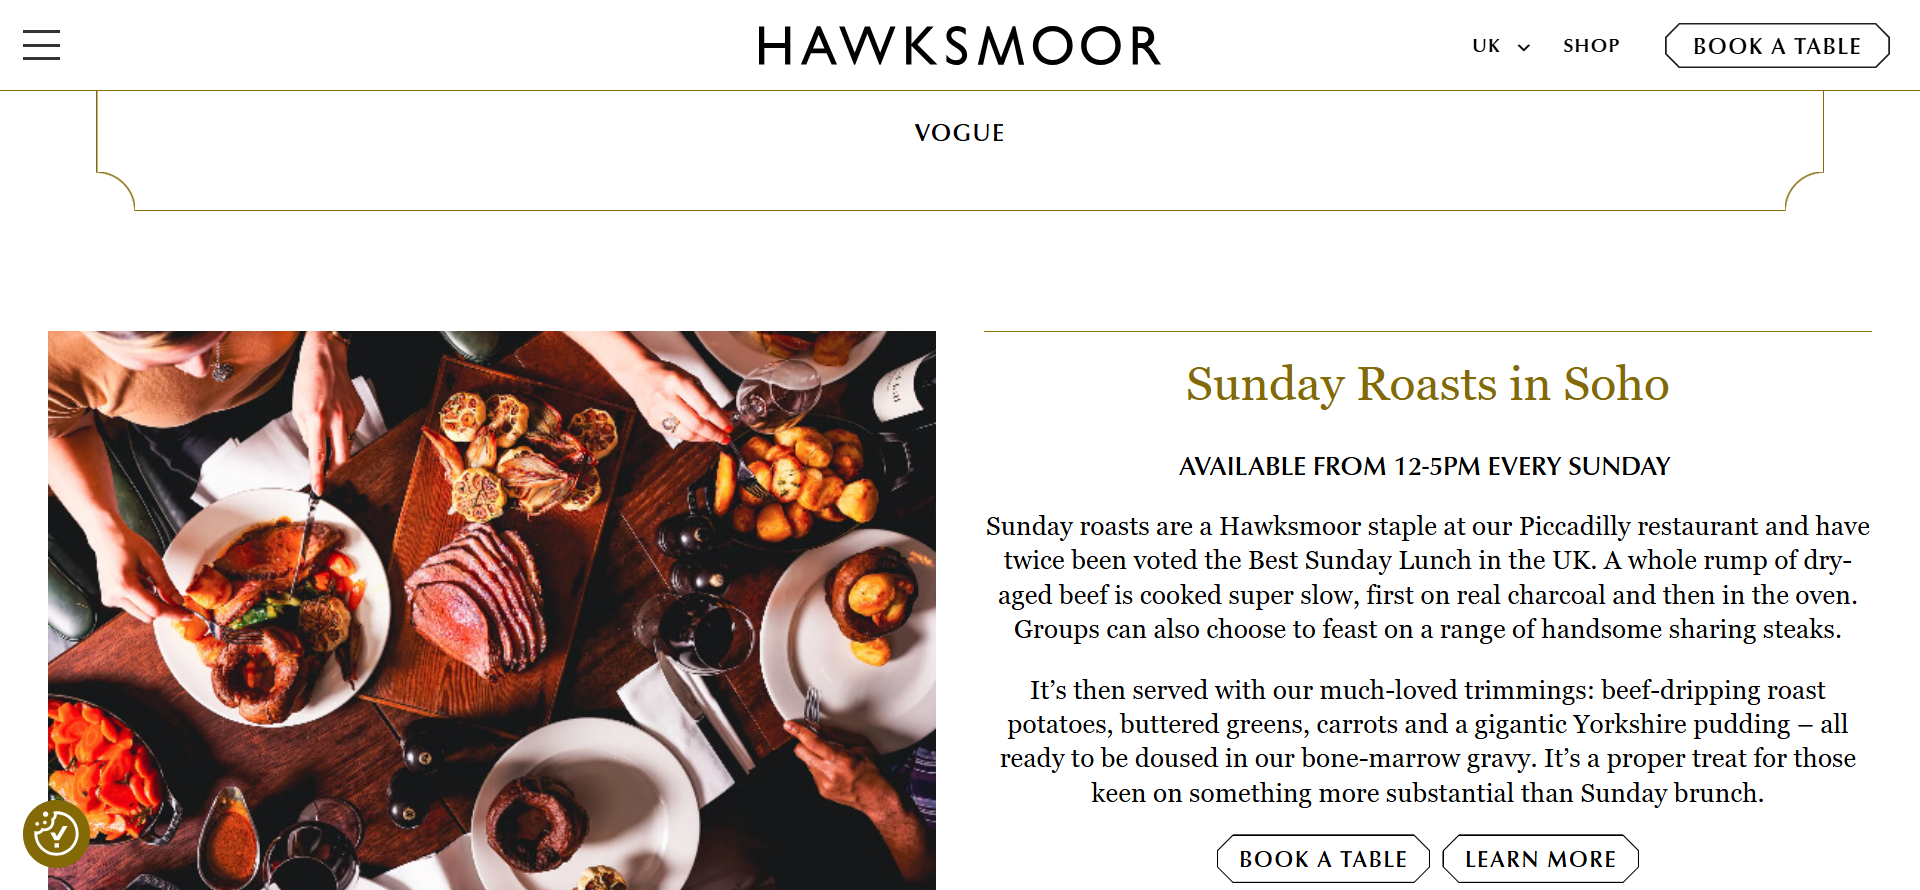 HAWKSMOOR
UK
SHOP
BOOK A TABLE
VOGUE
Sunday Roasts in Soho
AVAILABLE FROM 12-5PM EVERY SUNDAY
Sunday roasts are a Hawksmoor staple at our Piccadilly restaurant and have
twice been voted the Best Sunday Lunch in the UK. A whole rump of dry-
aged beef is cooked super slow, first on real charcoal and then in the oven.
Groups can also choose to feast on a range of handsome sharing steaks.
It’s then served with our much-loved trimmings: beef-dripping roast
potatoes, buttered greens, carrots and a gigantic Yorkshire pudding – all
ready to be doused in our bone-marrow gravy. It’s a proper treat for those
keen on something more substantial than Sunday brunch.
BOOK A TABLE
LEARN MORE